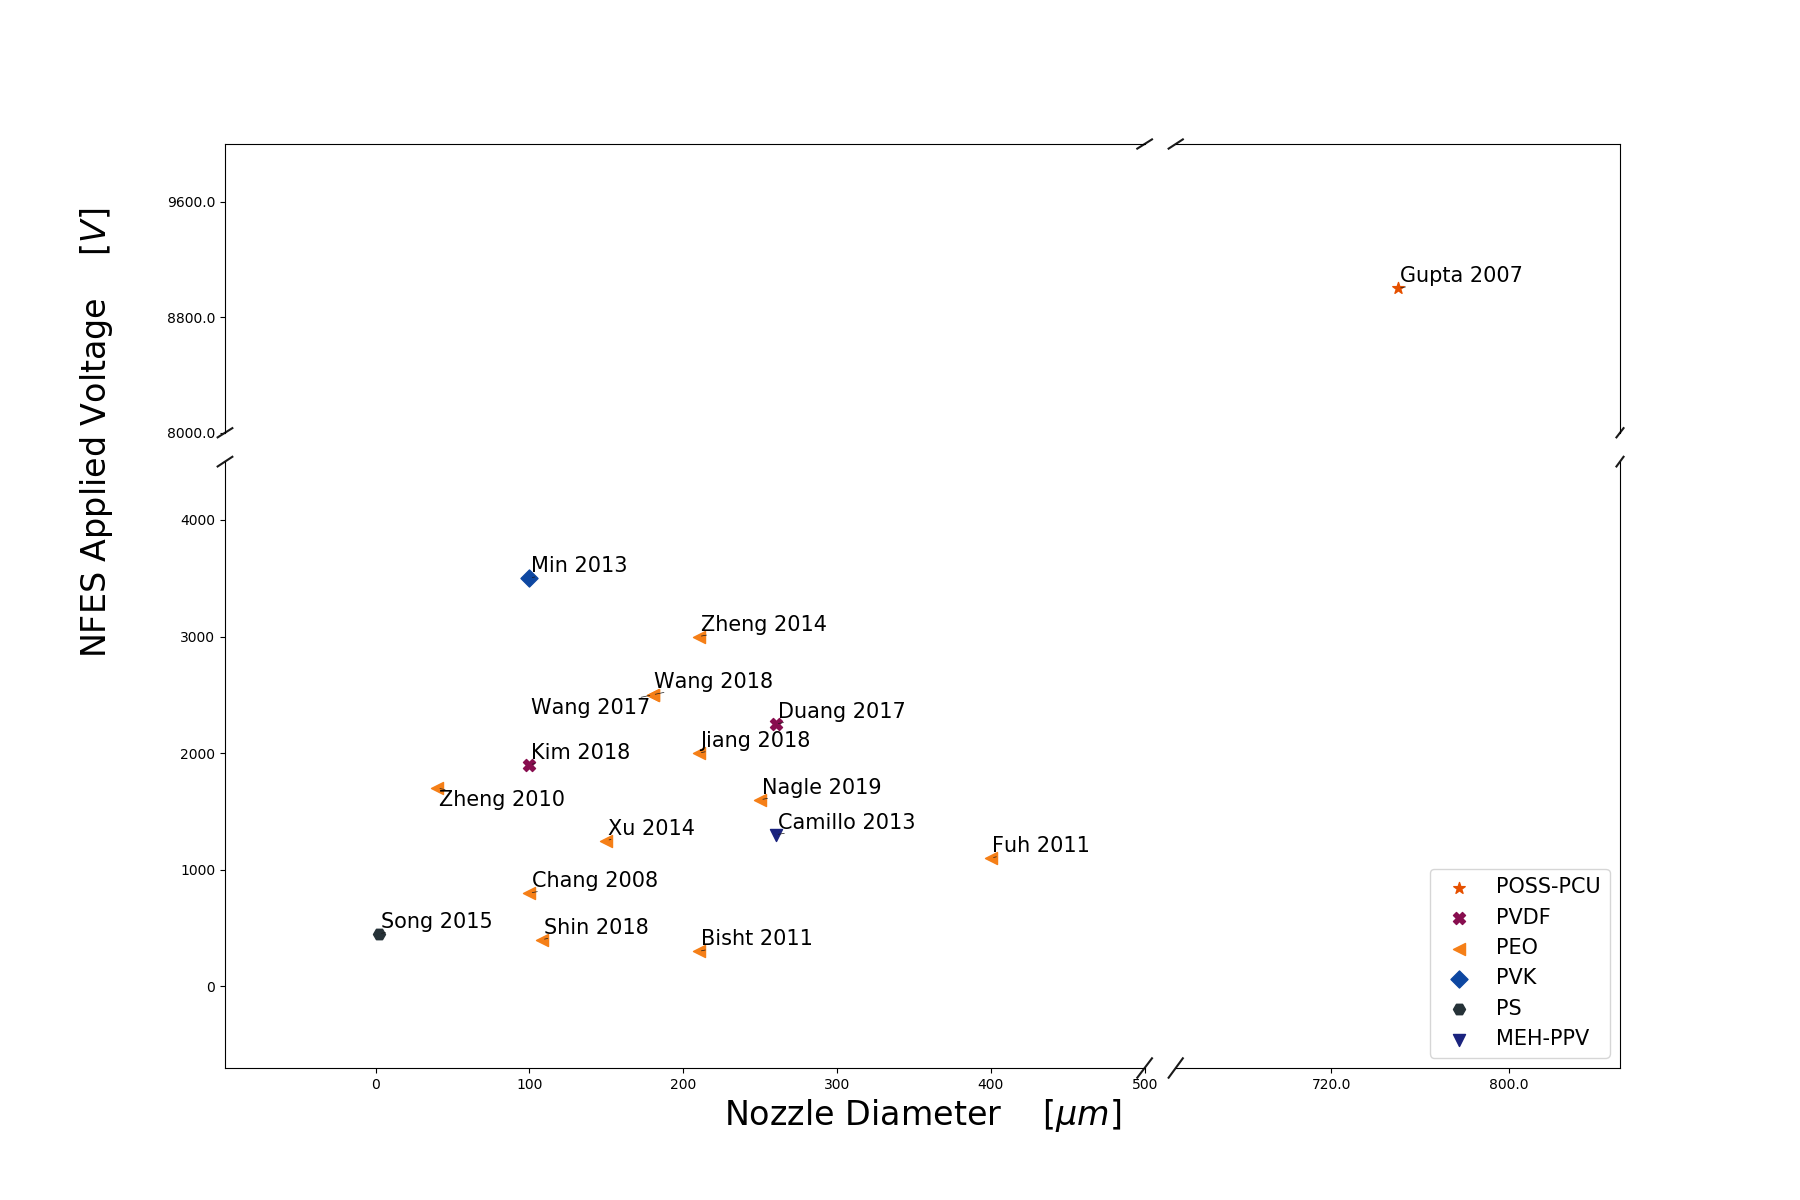 9600.0
8800.0
8000.0
4000
3000
2000
1000
0
NFES Applied Voltage [V]
Gupta 2007
Min 2013
Zheng 2014
Wang 2018
Wang 2017
Duang 2017
Jiang 2018
Kim 2018
Nagle 2019
Zheng 2010
Camillo 2013
Xu 2014
Fuh 2011
Chang 2008
Song 2015
Shin 2018
Bisht 2011
POSS-PCU
PVDF
PEO
PVK
PS
MEH-PPV
0 100 200 300 400 500 720.0 800.0
Nozzle Diameter [μm]